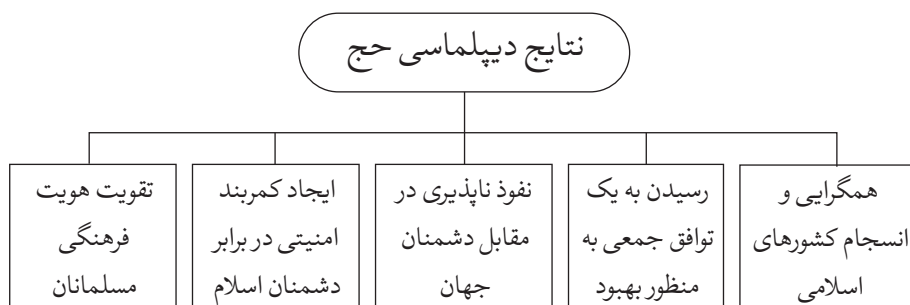 نتایج دیپلماسی حج
همگرایی و
انسجام کشورهای
اسلامی
رسیدن به یک
توافق جمعی به
منظور بهبود
نفوذ ناپذیری در
مقابل دشمنان
جهان
ایجاد کمربند
امنیتی در برابر
دشمنان اسلام
تقویت هویت
فرهنگی
مسلمانان